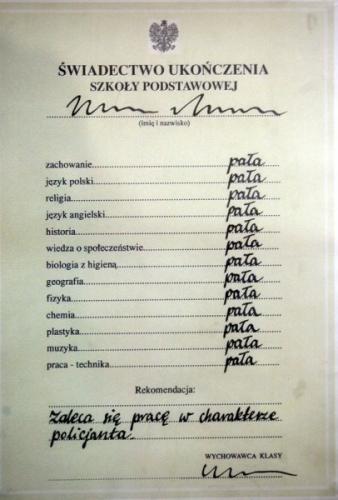 ŚWIADECTWO UKOŃCZENIA
SZKOŁY PODSTAWOWEJ
(imię i nazwisko)
zachowanie pała
język polski pała
religia pała
język angielski pała
historia pała
wiedza o społeczeństwie pała
biologia z higieną pała
geografia pała
fizyka pała
chemia pała
plastyka pała
muzyka pała
praca - technika pała
Rekomendacja:
zaleca się pracę w charakterze
policjanta.
WYCHOWAWCA KLASY